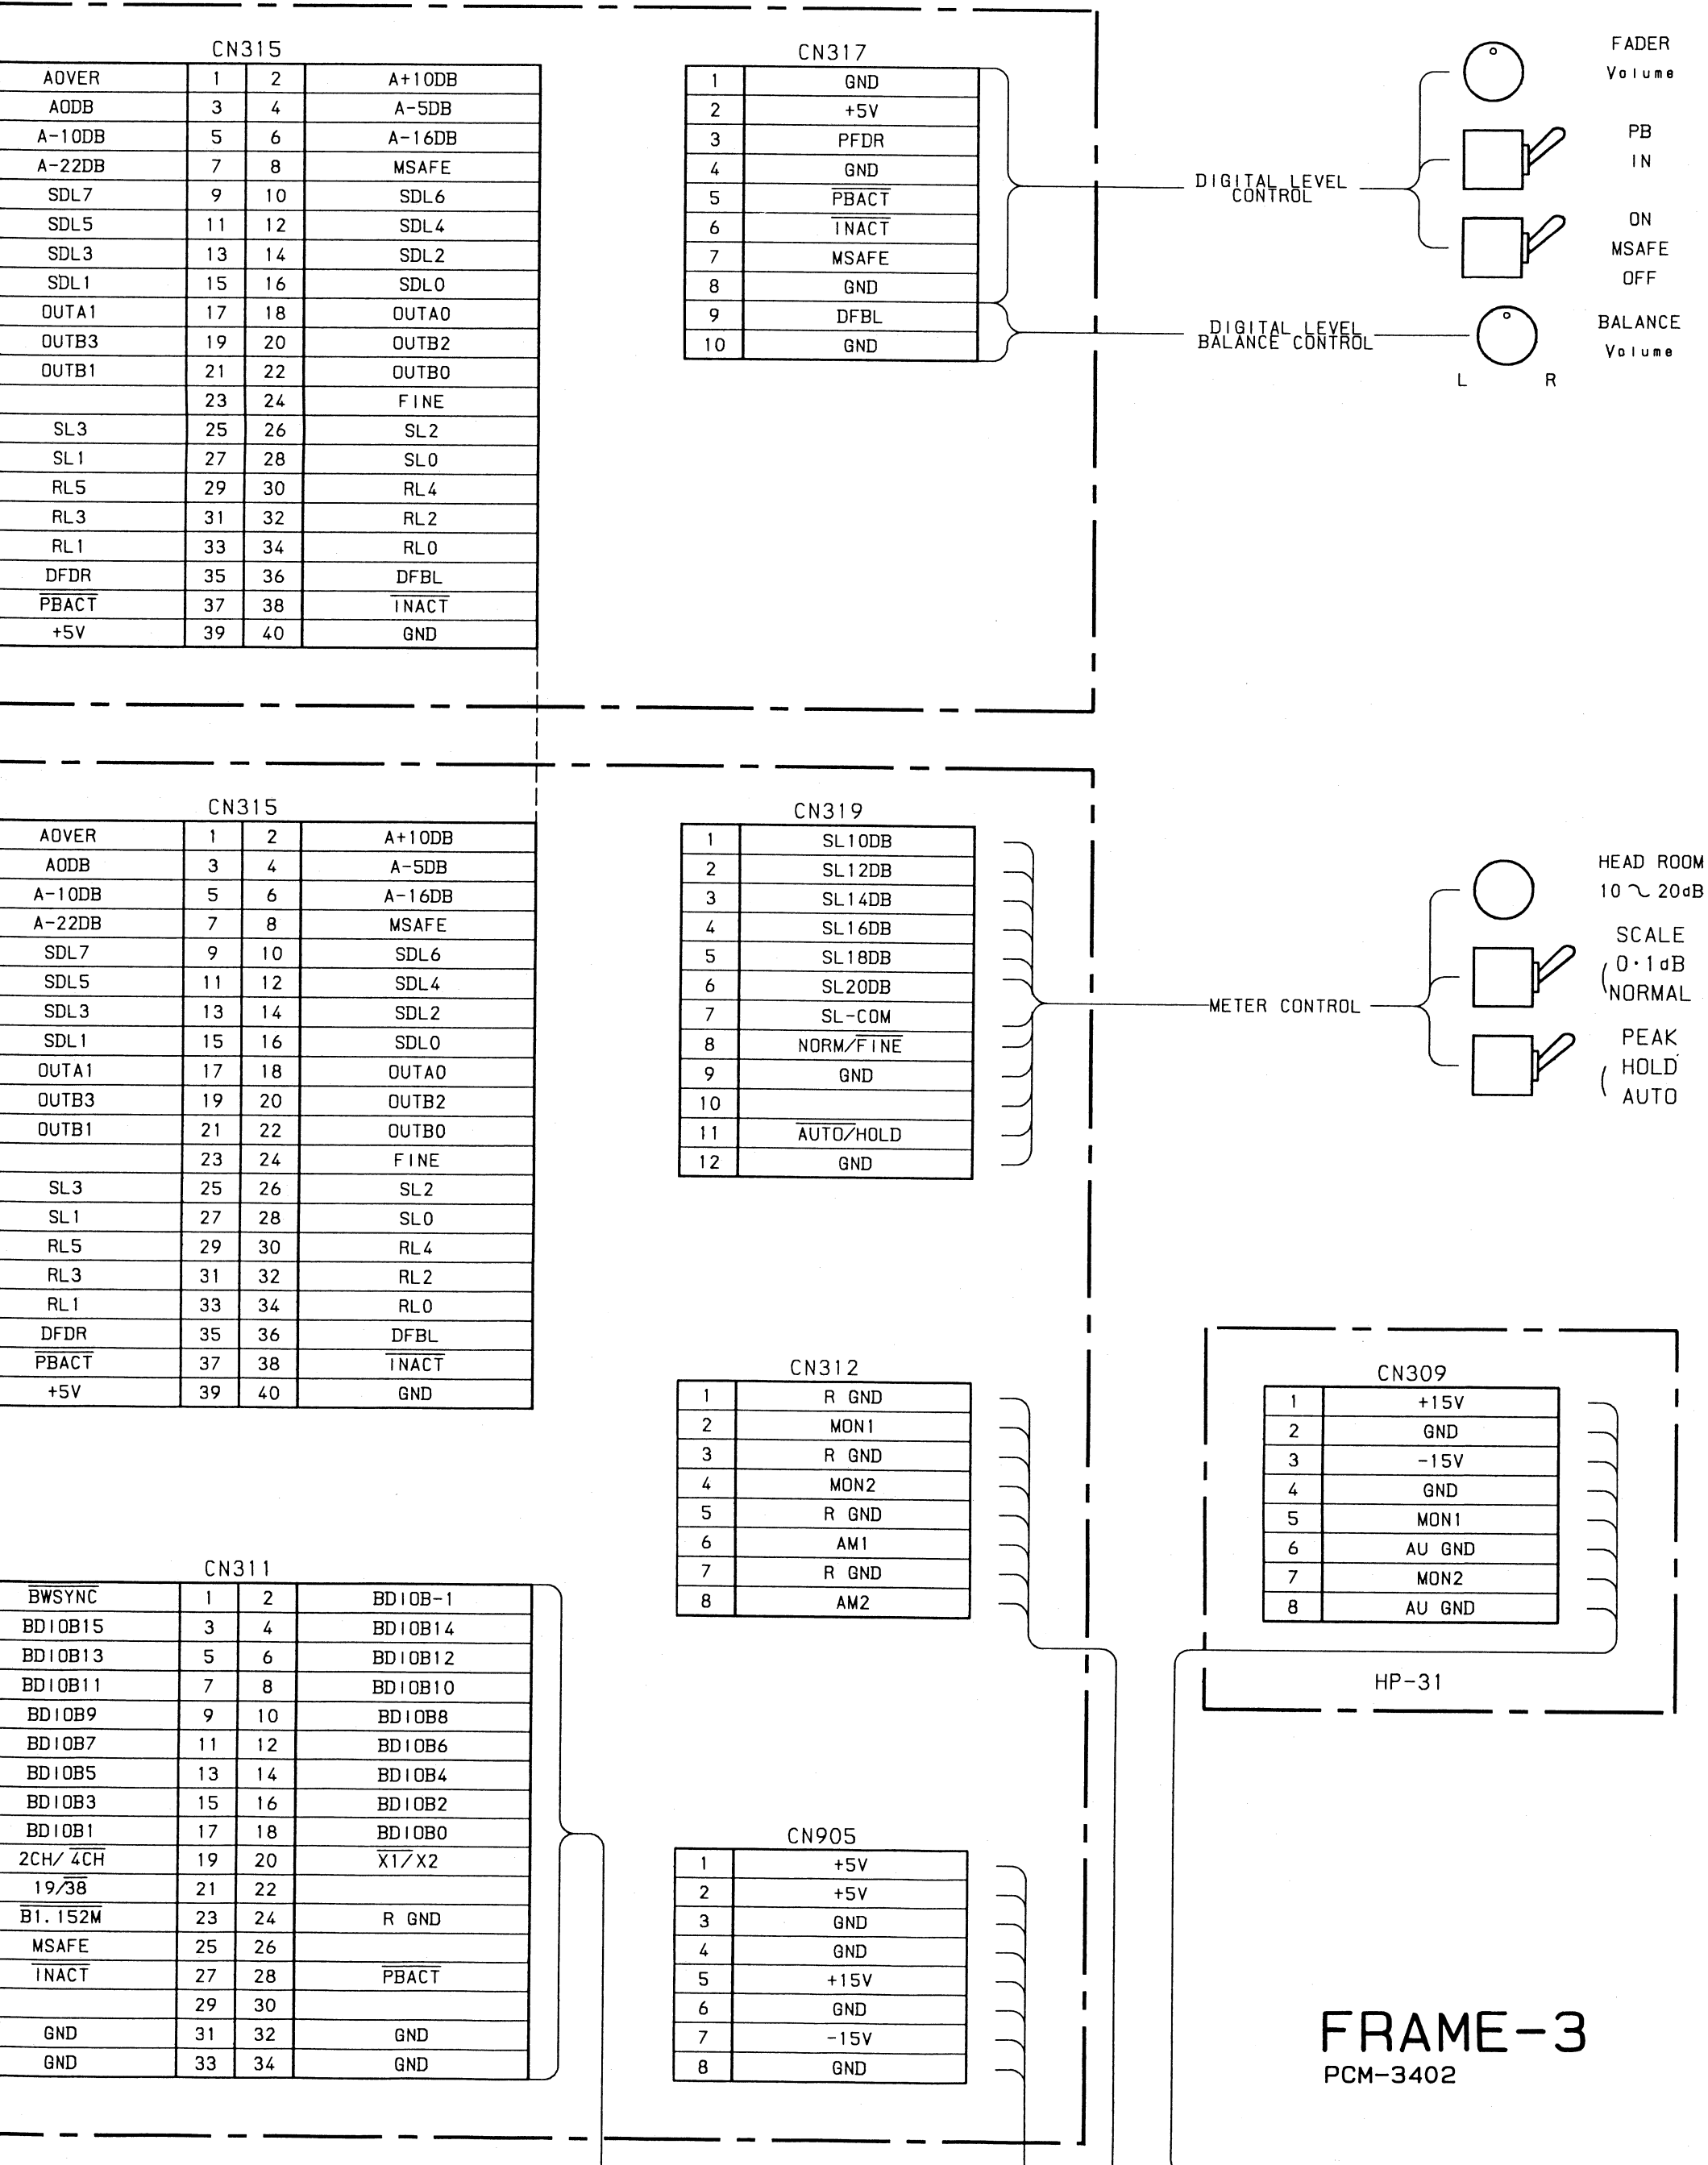 CN315
AOVER 1 2 A+10DB
AODB 3 4 A-5DB
A-10DB 5 6 A-16DB
A-22DB 7 8 MSAFE
SDL7 9 10 SDL6
SDL5 11 12 SDL4
SDL3 13 14 SDL2
SDL1 15 16 SDL0
OUTA1 17 18 OUTA0
OUTB3 19 20 OUTB2
OUTB1 21 22 OUTB0
23 24 FINE
SL3 25 26 SL2
SL1 27 28 SL0
RL5 29 30 RL4
RL3 31 32 RL2
RL1 33 34 RL0
DFDR 35 36 DFBL
PBACT 37 38 INACT
+5V 39 40 GND
CN317
1 GND
2 +5V
3 PFDR
4 GND
5 PBACT
6 INACT
7 MSAFE
8 GND
9 DFBL
10 GND
DIGITAL LEVEL
CONTROL
DIGITAL LEVEL
BALANCE CONTROL
FADER
Volume
PB
IN
ON
MSAFE
OFF
BALANCE
Volume
L R
CN315
AOVER 1 2 A+10DB
AODB 3 4 A-5DB
A-10DB 5 6 A-16DB
A-22DB 7 8 MSAFE
SDL7 9 10 SDL6
SDL5 11 12 SDL4
SDL3 13 14 SDL2
SDL1 15 16 SDL0
OUTA1 17 18 OUTA0
OUTB3 19 20 OUTB2
OUTB1 21 22 OUTB0
23 24 FINE
SL3 25 26 SL2
SL1 27 28 SL0
RL5 29 30 RL4
RL3 31 32 RL2
RL1 33 34 RL0
DFDR 35 36 DFBL
PBACT 37 38 INACT
+5V 39 40 GND
CN319
1 SL10DB
2 SL12DB
3 SL14DB
4 SL16DB
5 SL18DB
6 SL20DB
7 SL-COM
8 NORM/FINE
9 GND
10
11 AUTO/HOLD
12 GND
METER CONTROL
HEAD ROOM
10 ~ 20dB
SCALE
0·1dB
NORMAL
PEAK
HOLD
AUTO
CN312
1 R GND
2 MON1
3 R GND
4 MON2
5 R GND
6 AM1
7 R GND
8 AM2
CN309
1 +15V
2 GND
3 -15V
4 GND
5 MON1
6 AU GND
7 MON2
8 AU GND
HP-31
CN311
BWSYNC 1 2 BDIOB-1
BDIOB15 3 4 BDIOB14
BDIOB13 5 6 BDIOB12
BDIOB11 7 8 BDIOB10
BDIOB9 9 10 BDIOB8
BDIOB7 11 12 BDIOB6
BDIOB5 13 14 BDIOB4
BDIOB3 15 16 BDIOB2
BDIOB1 17 18 BDIOB0
2CH/4CH 19 20 X1/X2
19/38 21 22
B1.152M 23 24 R GND
MSAFE 25 26
INACT 27 28 PBACT
29 30
GND 31 32 GND
GND 33 34 GND
CN905
1 +5V
2 +5V
3 GND
4 GND
5 +15V
6 GND
7 -15V
8 GND
FRAME-3
PCM-3402